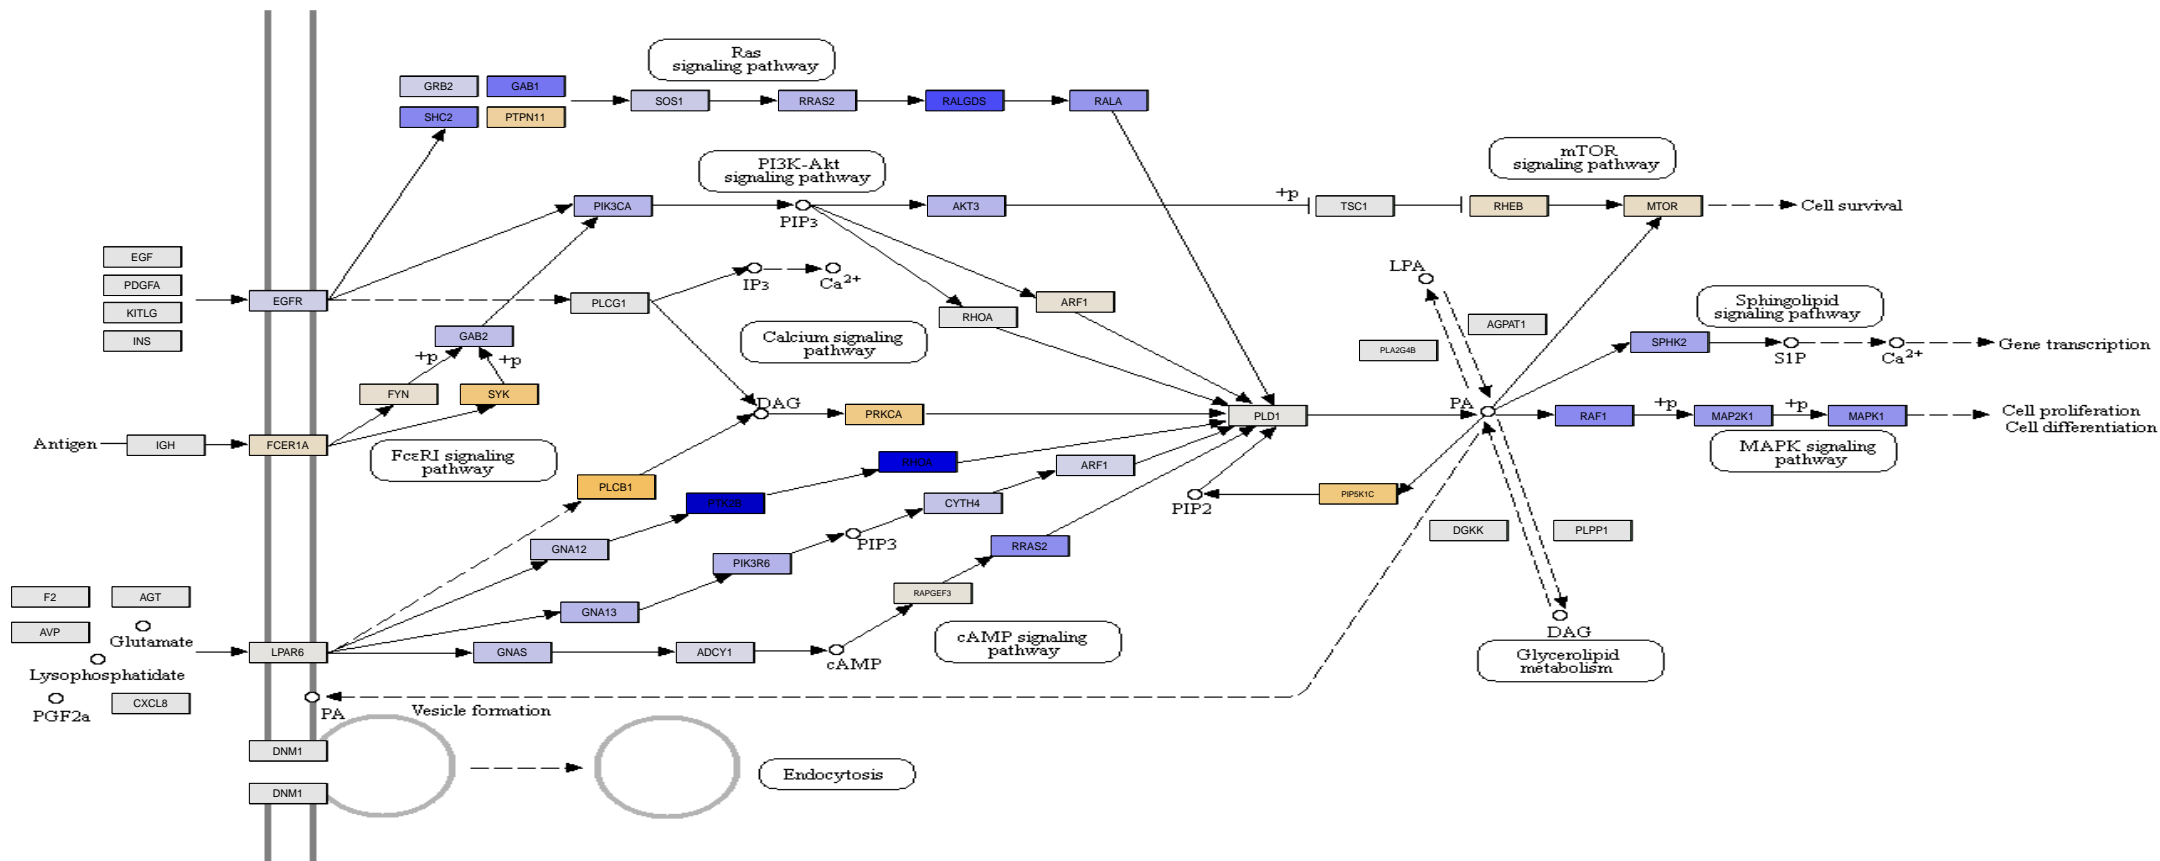 Ras
signaling pathway
GRB2
GAB1
SHC2
PTPN11
SOS1
RRAS2
RALGDS
RALA
PI3K-Akt
signaling pathway
mTOR
signaling pathway
PIK3CA
PIP3
AKT3
+p
TSC1
RHEB
MTOR
Cell survival
EGF
PDGFA
KITLG
INS
EGFR
PLCG1
IP3
Ca2+
RHOA
ARF1
LPA
AGPAT1
PLA2G4B
Sphingolipid
signaling pathway
GAB2
+p
+p
Calcium signaling
pathway
SPHK2
S1P
Ca2+
Gene transcription
FYN
SYK
DAG
PRKCA
PLD1
PA
RAF1
+p
MAP2K1
+p
MAPK1
Cell proliferation
Cell differentiation
Antigen
IGH
FCER1A
FcεRI signaling
pathway
MAPK signaling
pathway
PLCB1
PTK2B
RHOA
ARF1
CYTH4
PIP2
PIP5K1C
GNA12
PIK3R6
PIP3
RRAS2
DGKK
PLPP1
RAPGEF3
F2
AGT
AVP
Glutamate
GNA13
LPAR6
GNAS
ADCY1
cAMP
cAMP signaling
pathway
DAG
Glycerolipid
metabolism
Lysophosphatidate
PGF2a
CXCL8
PA
Vesicle formation
DNM1
DNM1
Endocytosis